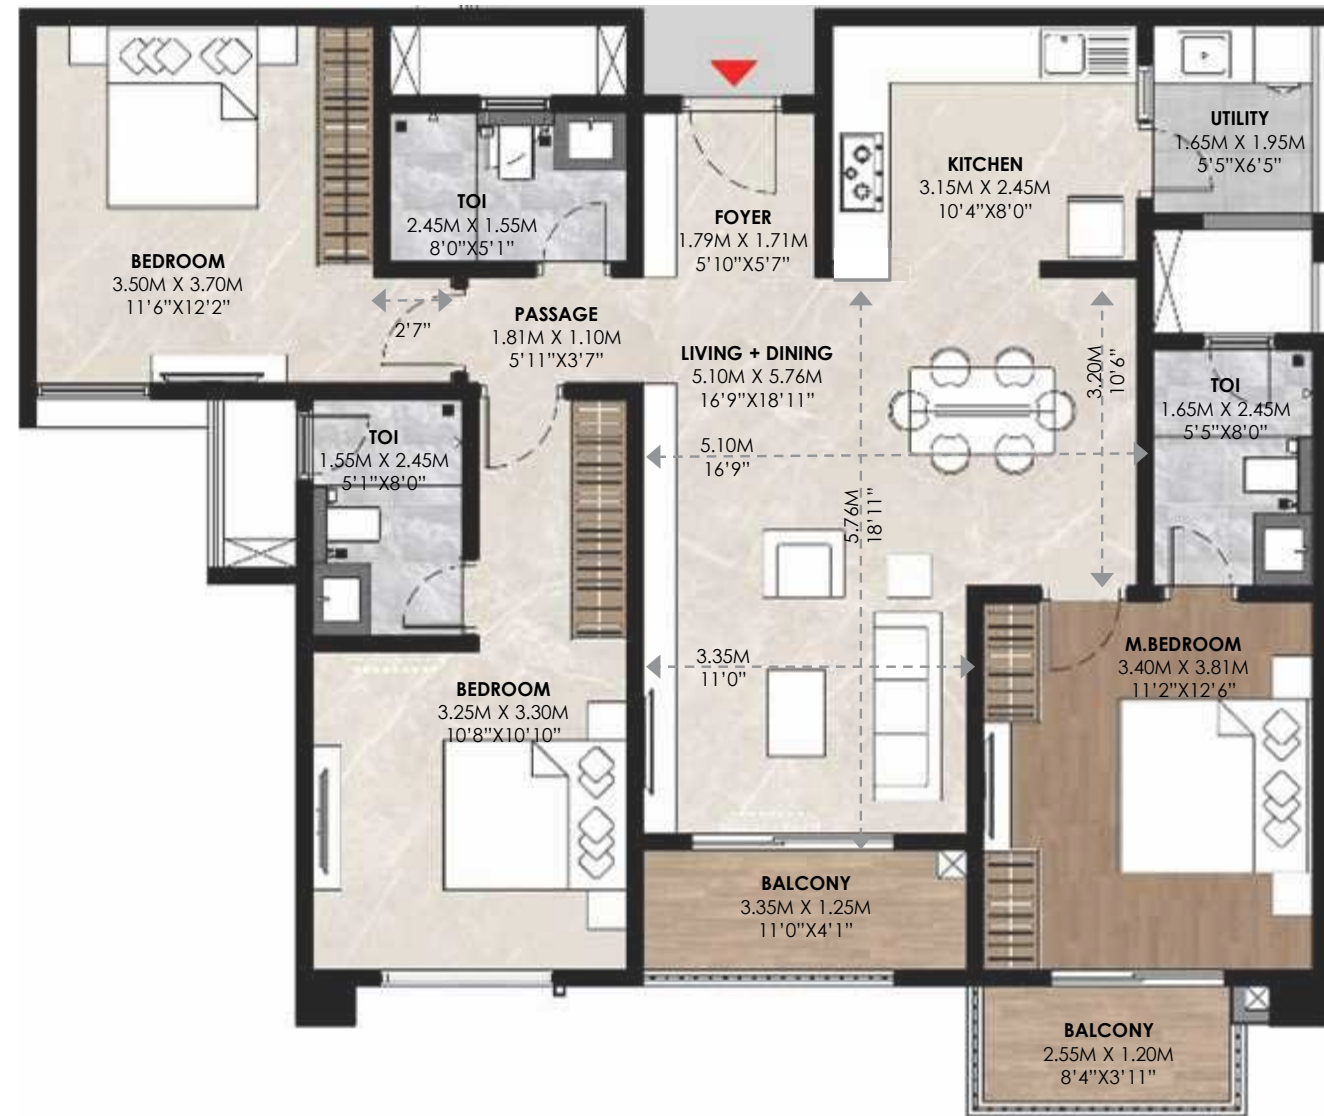 UTILITY
1.65M X 1.95M
5'5"X6'5"
KITCHEN
3.15M X 2.45M
10'4"X8'0"
TOI
2.45M X 1.55M
8'0"X5'1"
FOYER
1.79M X 1.71M
5'10"X5'7"
BEDROOM
3.50M X 3.70M
11'6"X12'2"
2'7"
PASSAGE
1.81M X 1.10M
5'11"X3'7"
LIVING + DINING
5.10M X 5.76M
16'9"X18'11"
3.20M
10'6"
TOI
1.65M X 2.45M
5'5"X8'0"
TOI
1.55M X 2.45M
5'1"X8'0"
5.10M
16'9"
5.76M
18'11"
3.35M
11'0"
M.BEDROOM
3.40M X 3.81M
11'2"X12'6"
BEDROOM
3.25M X 3.30M
10'8"X10'10"
BALCONY
3.35M X 1.25M
11'0"X4'1"
BALCONY
2.55M X 1.20M
8'4"X3'11"